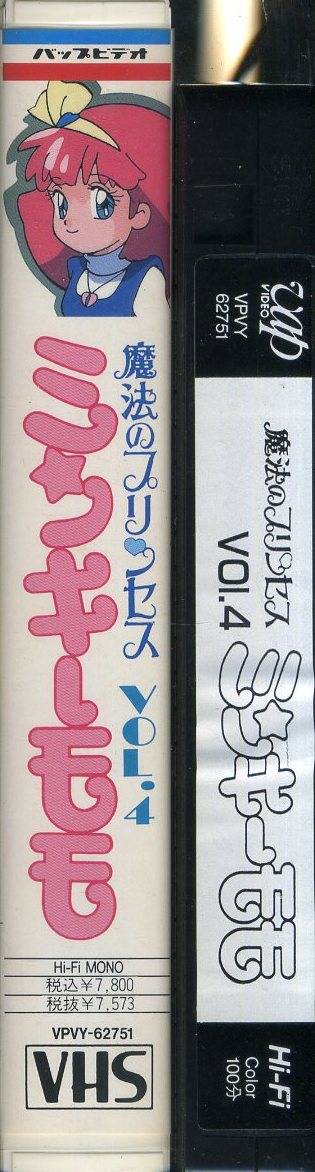 バップビデオ
魔法のプリンセス
ミンキーモモ
VOL.4
Hi-Fi MONO
税込¥7,800
税抜¥7,573
VPVY-62751
VHS
vap
VIDEO
VPVY
62751
魔法のプリンセス
VOl.4
ミンキーモモ
Hi-Fi
Color
100分